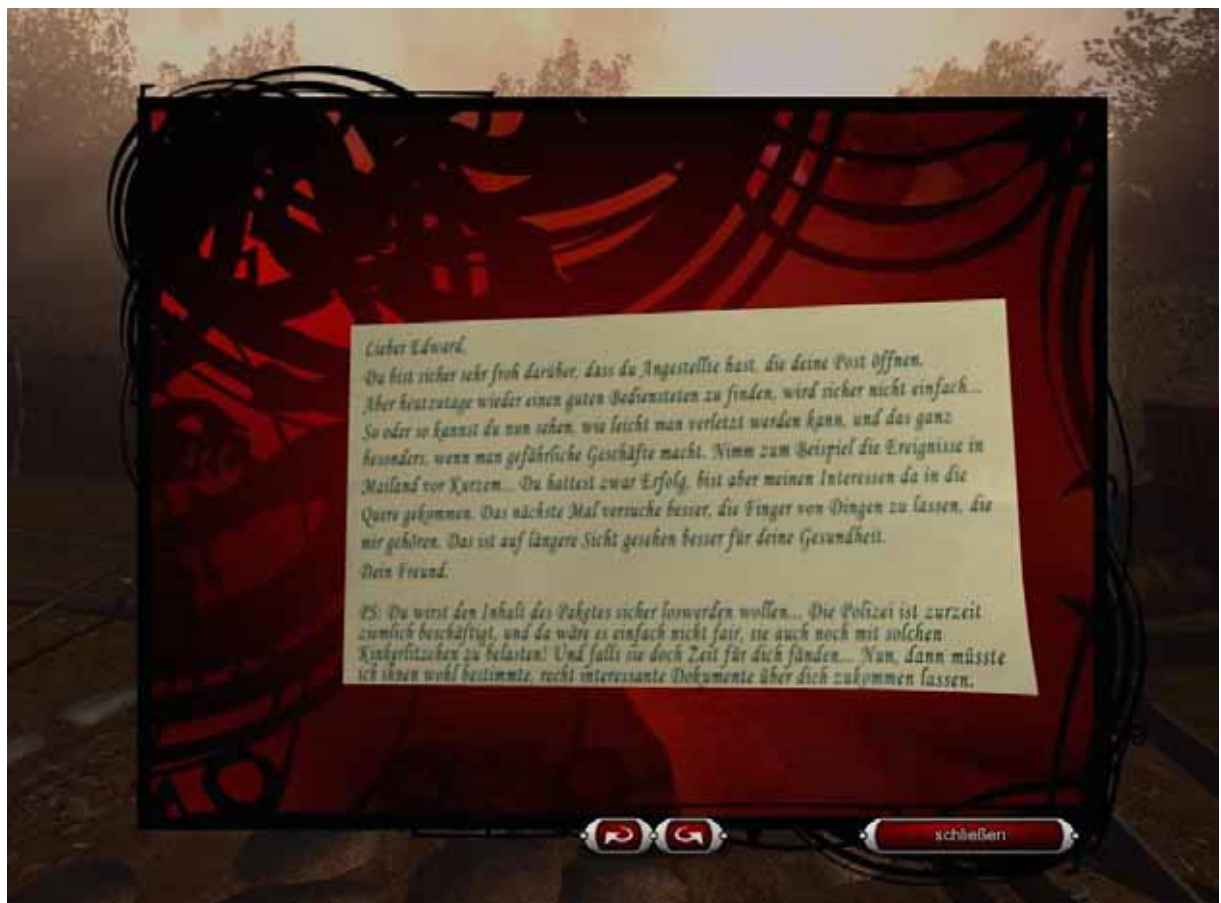 Lieber Edward,
Du bist sicher sehr froh darüber, dass du Angestellte hast, die deine Post öffnen.
Aber heutzutage wieder einen guten Bediensteten zu finden, wird sicher nicht einfach...
So oder so kannst du nun sehen, wie leicht man verletzt werden kann, und das ganz
besonders, wenn man gefährliche Geschäfte macht. Nimm zum Beispiel die Ereignisse in
Mailand vor Kurzem... Du hattest zwar Erfolg, bist aber meinen Interessen da in die
Quere gekommen. Das nächste Mal versuche besser, die Finger von Dingen zu lassen, die
mir gehören. Das ist auf längere Sicht gesehen besser für deine Gesundheit.
Dein Freund.
PS: Du wirst den Inhalt des Paketes sicher loswerden wollen... Die Polizei ist zurzeit
ziemlich beschäftigt, und da wäre es einfach nicht fair, sie auch noch mit solchen
Kinkerlitzchen zu belasten! Und falls sie doch Zeit für dich fänden... Nun, dann müsste
ich ihnen wohl bestimmte, recht interessante Dokumente über dich zukommen lassen.
schließen